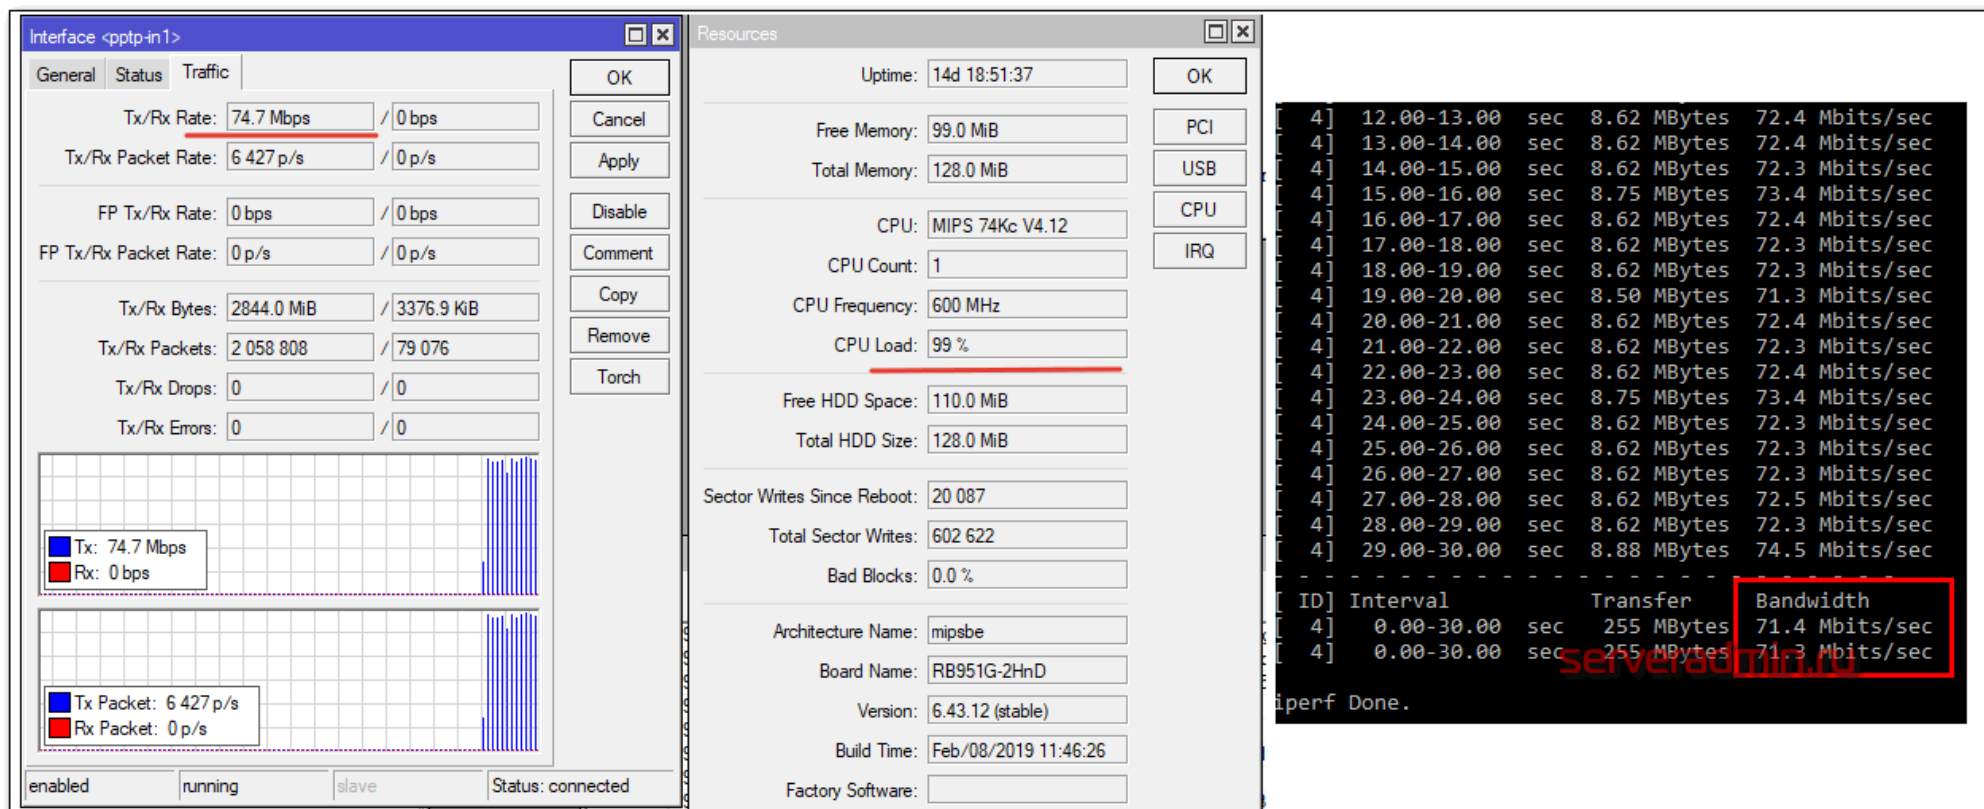 Interface <pptp-in1>
General Status Traffic
OK
Cancel
Apply
Disable
Comment
Copy
Remove
Torch
Tx/Rx Rate: 74.7 Mbps / 0 bps
Tx/Rx Packet Rate: 6 427 p/s / 0 p/s
FP Tx/Rx Rate: 0 bps / 0 bps
FP Tx/Rx Packet Rate: 0 p/s / 0 p/s
Tx/Rx Bytes: 2844.0 MiB / 3376.9 KiB
Tx/Rx Packets: 2 058 808 / 79 076
Tx/Rx Drops: 0 / 0
Tx/Rx Errors: 0 / 0
Tx: 74.7 Mbps
Rx: 0 bps
Tx Packet: 6 427 p/s
Rx Packet: 0 p/s
enabled running slave Status: connected
Resources
Uptime: 14d 18:51:37
Free Memory: 99.0 MiB
Total Memory: 128.0 MiB
CPU: MIPS 74Kc V4.12
CPU Count: 1
CPU Frequency: 600 MHz
CPU Load: 99 %
Free HDD Space: 110.0 MiB
Total HDD Size: 128.0 MiB
Sector Writes Since Reboot: 20 087
Total Sector Writes: 602 622
Bad Blocks: 0.0 %
Architecture Name: mipsbe
Board Name: RB951G-2HnD
Version: 6.43.12 (stable)
Build Time: Feb/08/2019 11:46:26
Factory Software:
OK
PCI
USB
CPU
IRQ
[ 4] 12.00-13.00 sec 8.62 MBytes 72.4 Mbits/sec
[ 4] 13.00-14.00 sec 8.62 MBytes 72.4 Mbits/sec
[ 4] 14.00-15.00 sec 8.62 MBytes 72.3 Mbits/sec
[ 4] 15.00-16.00 sec 8.75 MBytes 73.4 Mbits/sec
[ 4] 16.00-17.00 sec 8.62 MBytes 72.4 Mbits/sec
[ 4] 17.00-18.00 sec 8.62 MBytes 72.3 Mbits/sec
[ 4] 18.00-19.00 sec 8.62 MBytes 72.3 Mbits/sec
[ 4] 19.00-20.00 sec 8.50 MBytes 71.3 Mbits/sec
[ 4] 20.00-21.00 sec 8.62 MBytes 72.4 Mbits/sec
[ 4] 21.00-22.00 sec 8.62 MBytes 72.3 Mbits/sec
[ 4] 22.00-23.00 sec 8.62 MBytes 72.4 Mbits/sec
[ 4] 23.00-24.00 sec 8.75 MBytes 73.4 Mbits/sec
[ 4] 24.00-25.00 sec 8.62 MBytes 72.3 Mbits/sec
[ 4] 25.00-26.00 sec 8.62 MBytes 72.3 Mbits/sec
[ 4] 26.00-27.00 sec 8.62 MBytes 72.3 Mbits/sec
[ 4] 27.00-28.00 sec 8.62 MBytes 72.5 Mbits/sec
[ 4] 28.00-29.00 sec 8.62 MBytes 72.3 Mbits/sec
[ 4] 29.00-30.00 sec 8.88 MBytes 74.5 Mbits/sec
- - - - - - - - - - - - - - - - - - - - - - - - -
[ ID] Interval Transfer Bandwidth
[ 4] 0.00-30.00 sec 255 MBytes 71.4 Mbits/sec
[ 4] 0.00-30.00 sec 255 MBytes 71.3 Mbits/sec
serveradmin.ru
iperf Done.